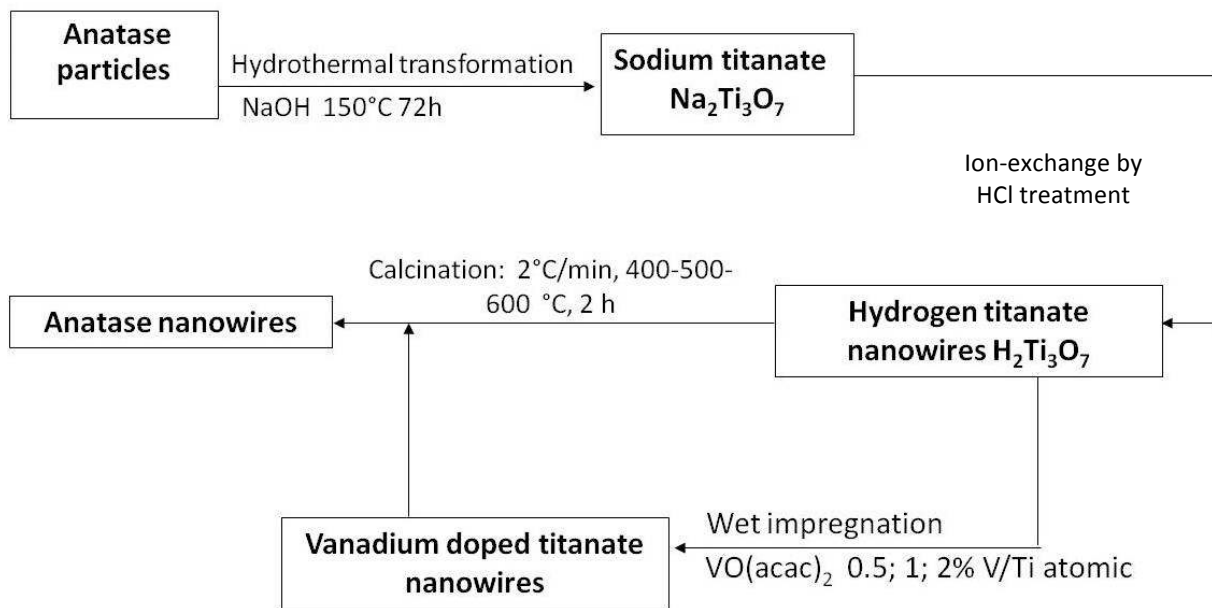 Anatase
particles
Hydrothermal transformation
NaOH 150°C 72h
Sodium titanate
Na₂Ti₃O₇
Ion-exchange by
HCl treatment
Calcination: 2°C/min, 400-500-
600 °C, 2 h
Anatase nanowires
Hydrogen titanate
nanowires H₂Ti₃O₇
Wet impregnation
VO(acac)₂ 0.5; 1; 2% V/Ti atomic
Vanadium doped titanate
nanowires